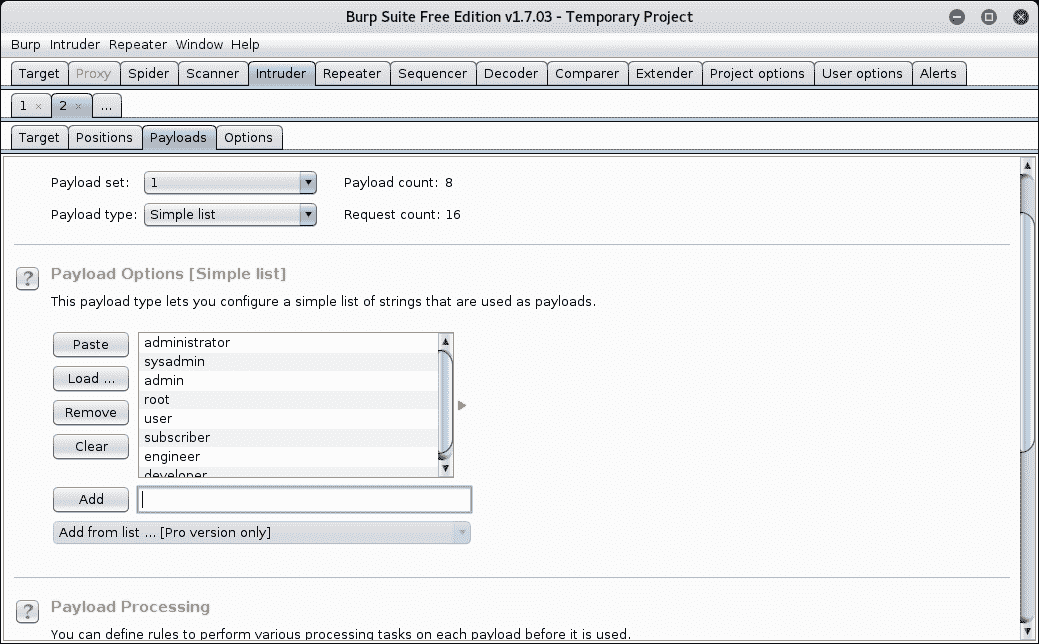 Burp Suite Free Edition v1.7.03 - Temporary Project
Burp Intruder Repeater Window Help
Target Proxy Spider Scanner Intruder Repeater Sequencer Decoder Comparer Extender Project options User options Alerts
1 × 2 × ...
Target Positions Payloads Options
Payload set: 1 Payload count: 8
Payload type: Simple list Request count: 16
? Payload Options [Simple list]
This payload type lets you configure a simple list of strings that are used as payloads.
Paste
Load ...
Remove
Clear
administrator
sysadmin
admin
root
user
subscriber
engineer
developer
Add
Add from list ... [Pro version only]
? Payload Processing
You can define rules to perform various processing tasks on each payload before it is used.